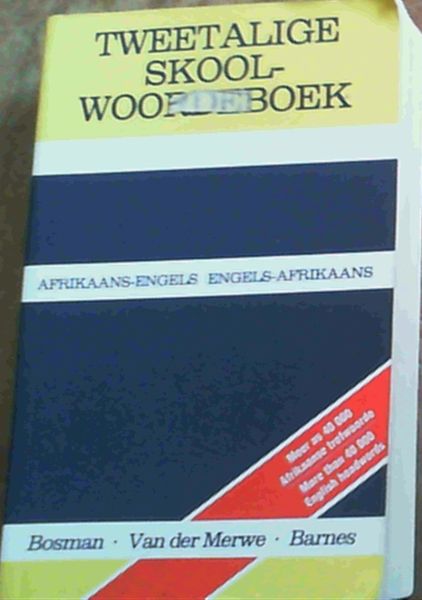 TWEETALIGE
SKOOL-
WOORDEBOEK
AFRIKAANS-ENGELS ENGELS-AFRIKAANS
Meer as 40 000
Afrikaanse trefwoorde
More than 40 000
English headwords
Bosman · Van der Merwe · Barnes